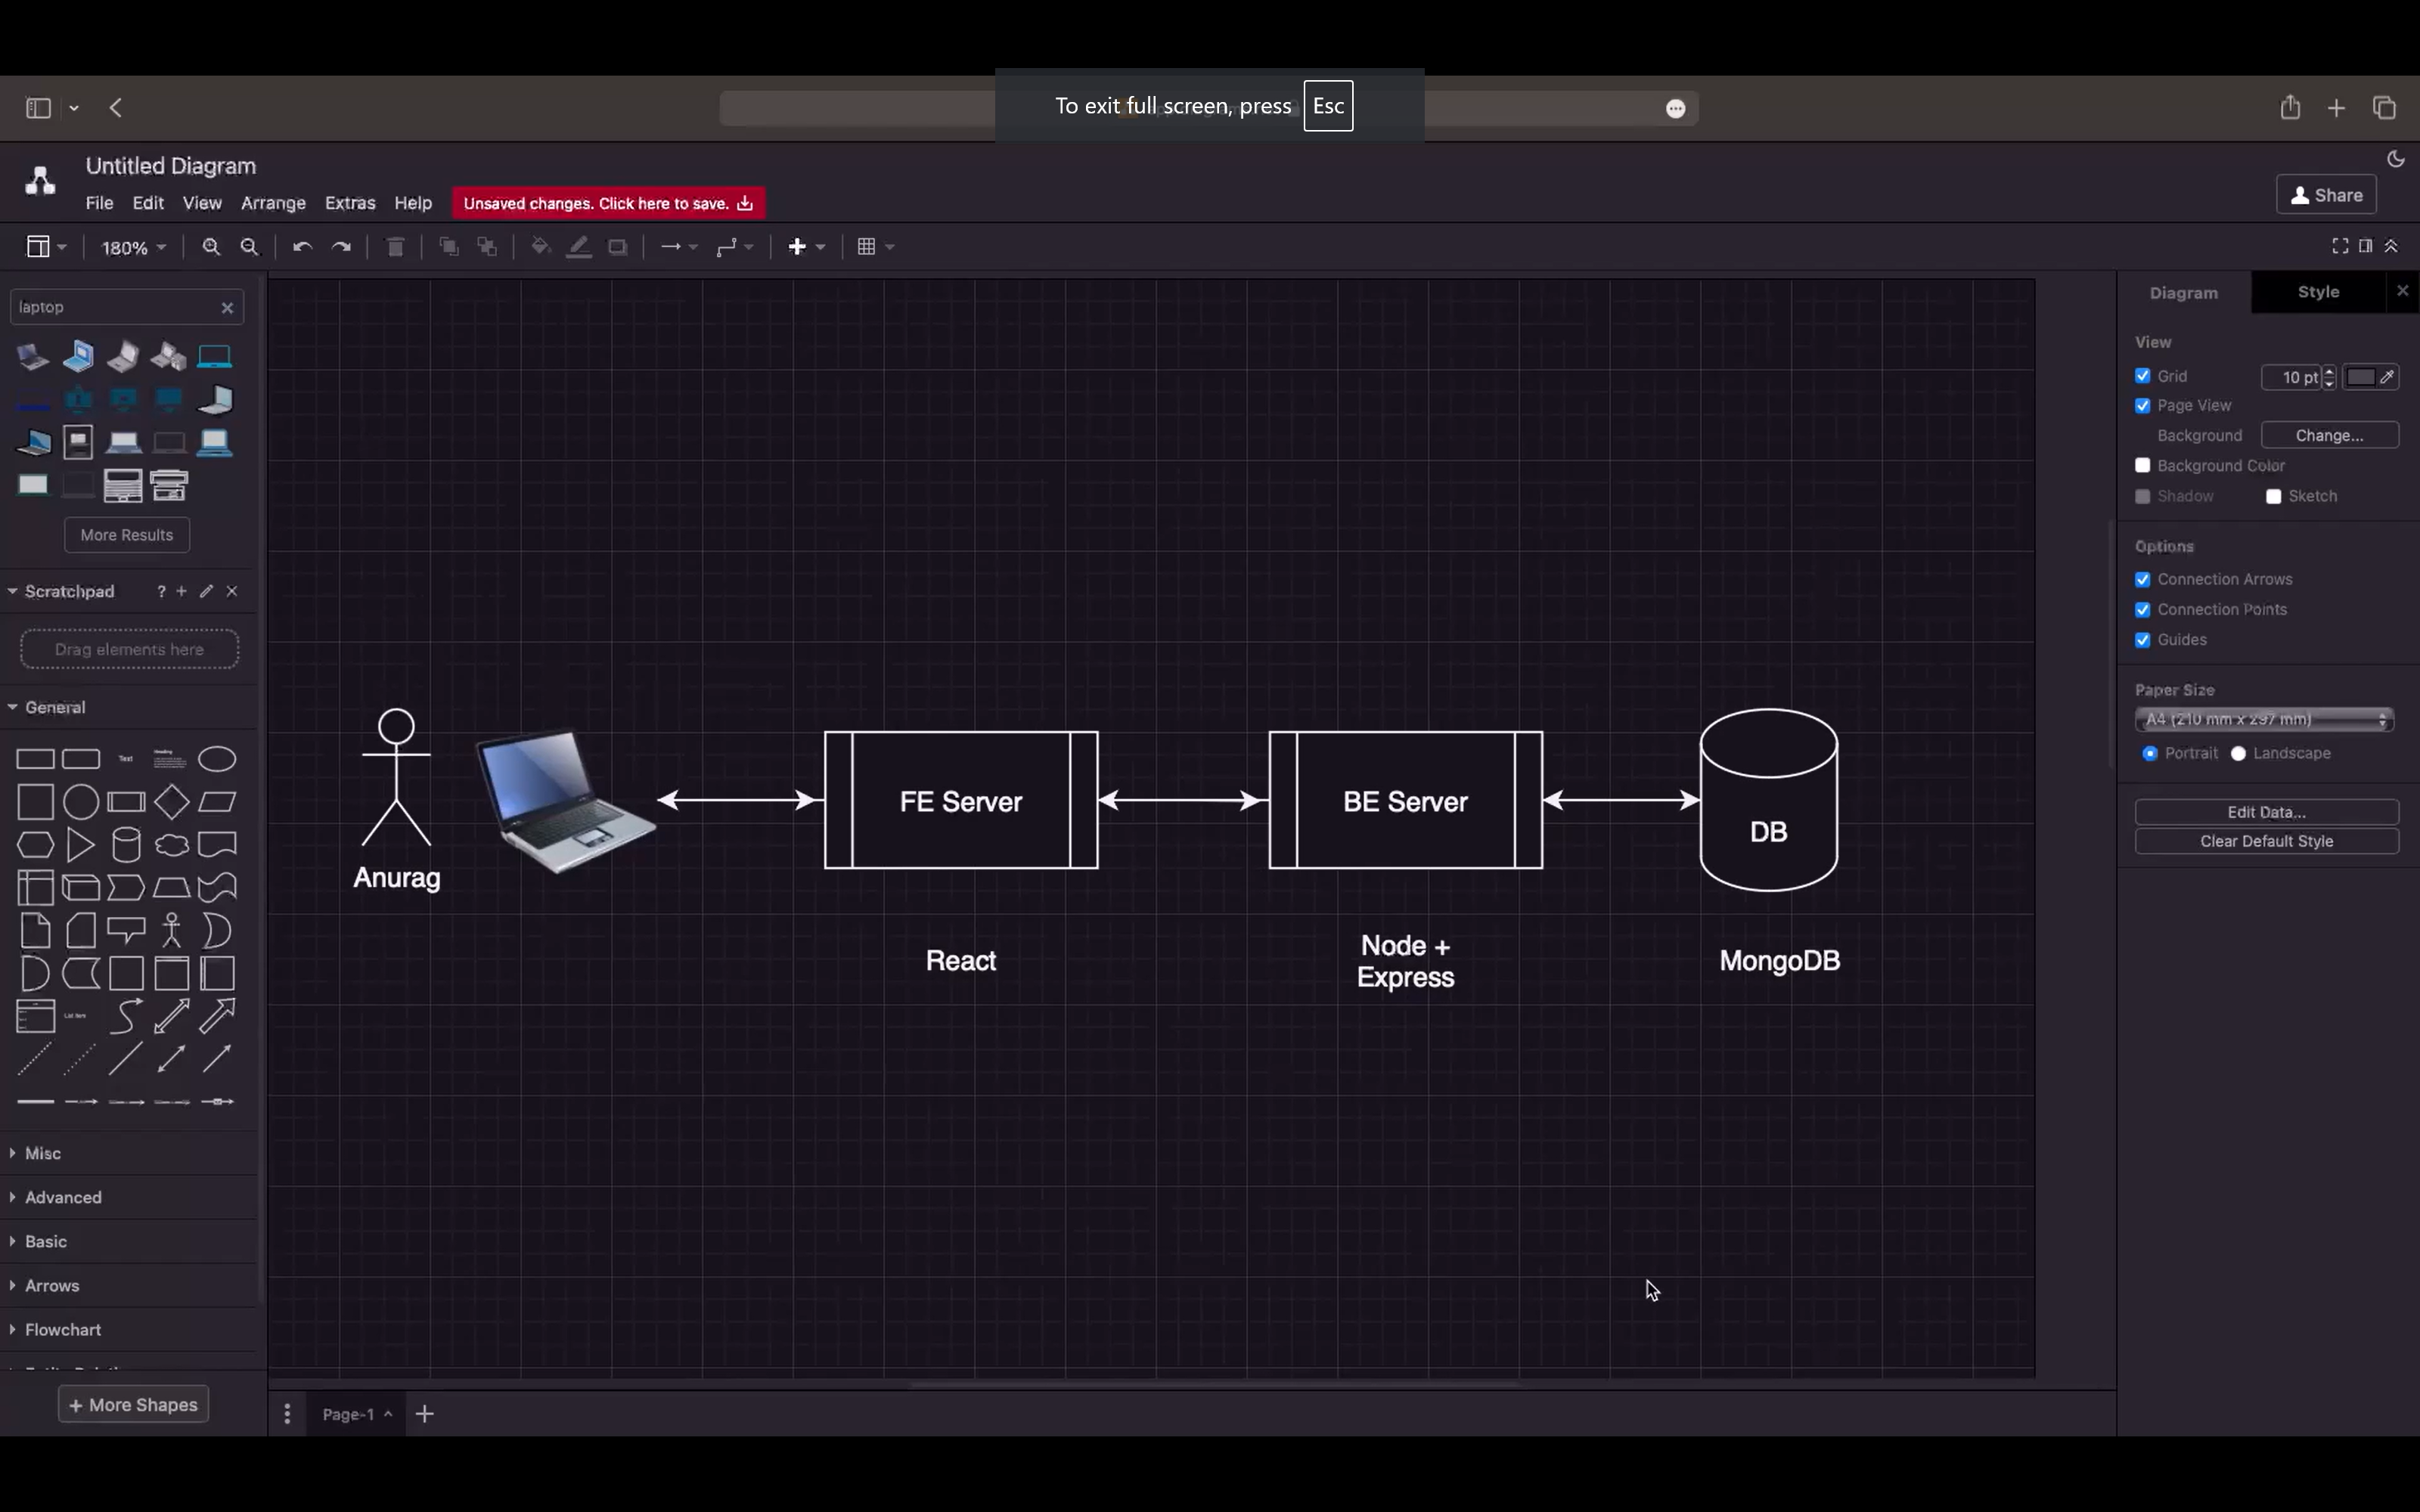 To exit full screen, press Esc
Untitled Diagram
File Edit View Arrange Extras Help Unsaved changes. Click here to save.
Share
180%
laptop
More Results
Scratchpad ? + ×
Drag elements here
General
Text Heading
List Item
Misc
Advanced
Basic
Arrows
Flowchart
+ More Shapes
Anurag
FE Server
React
BE Server
Node +
Express
DB
MongoDB
Page-1
Diagram Style
View
Grid 10 pt
Page View
Background Change...
Background Color
Shadow Sketch
Options
Connection Arrows
Connection Points
Guides
Paper Size
A4 (210 mm x 297 mm)
Portrait Landscape
Edit Data...
Clear Default Style